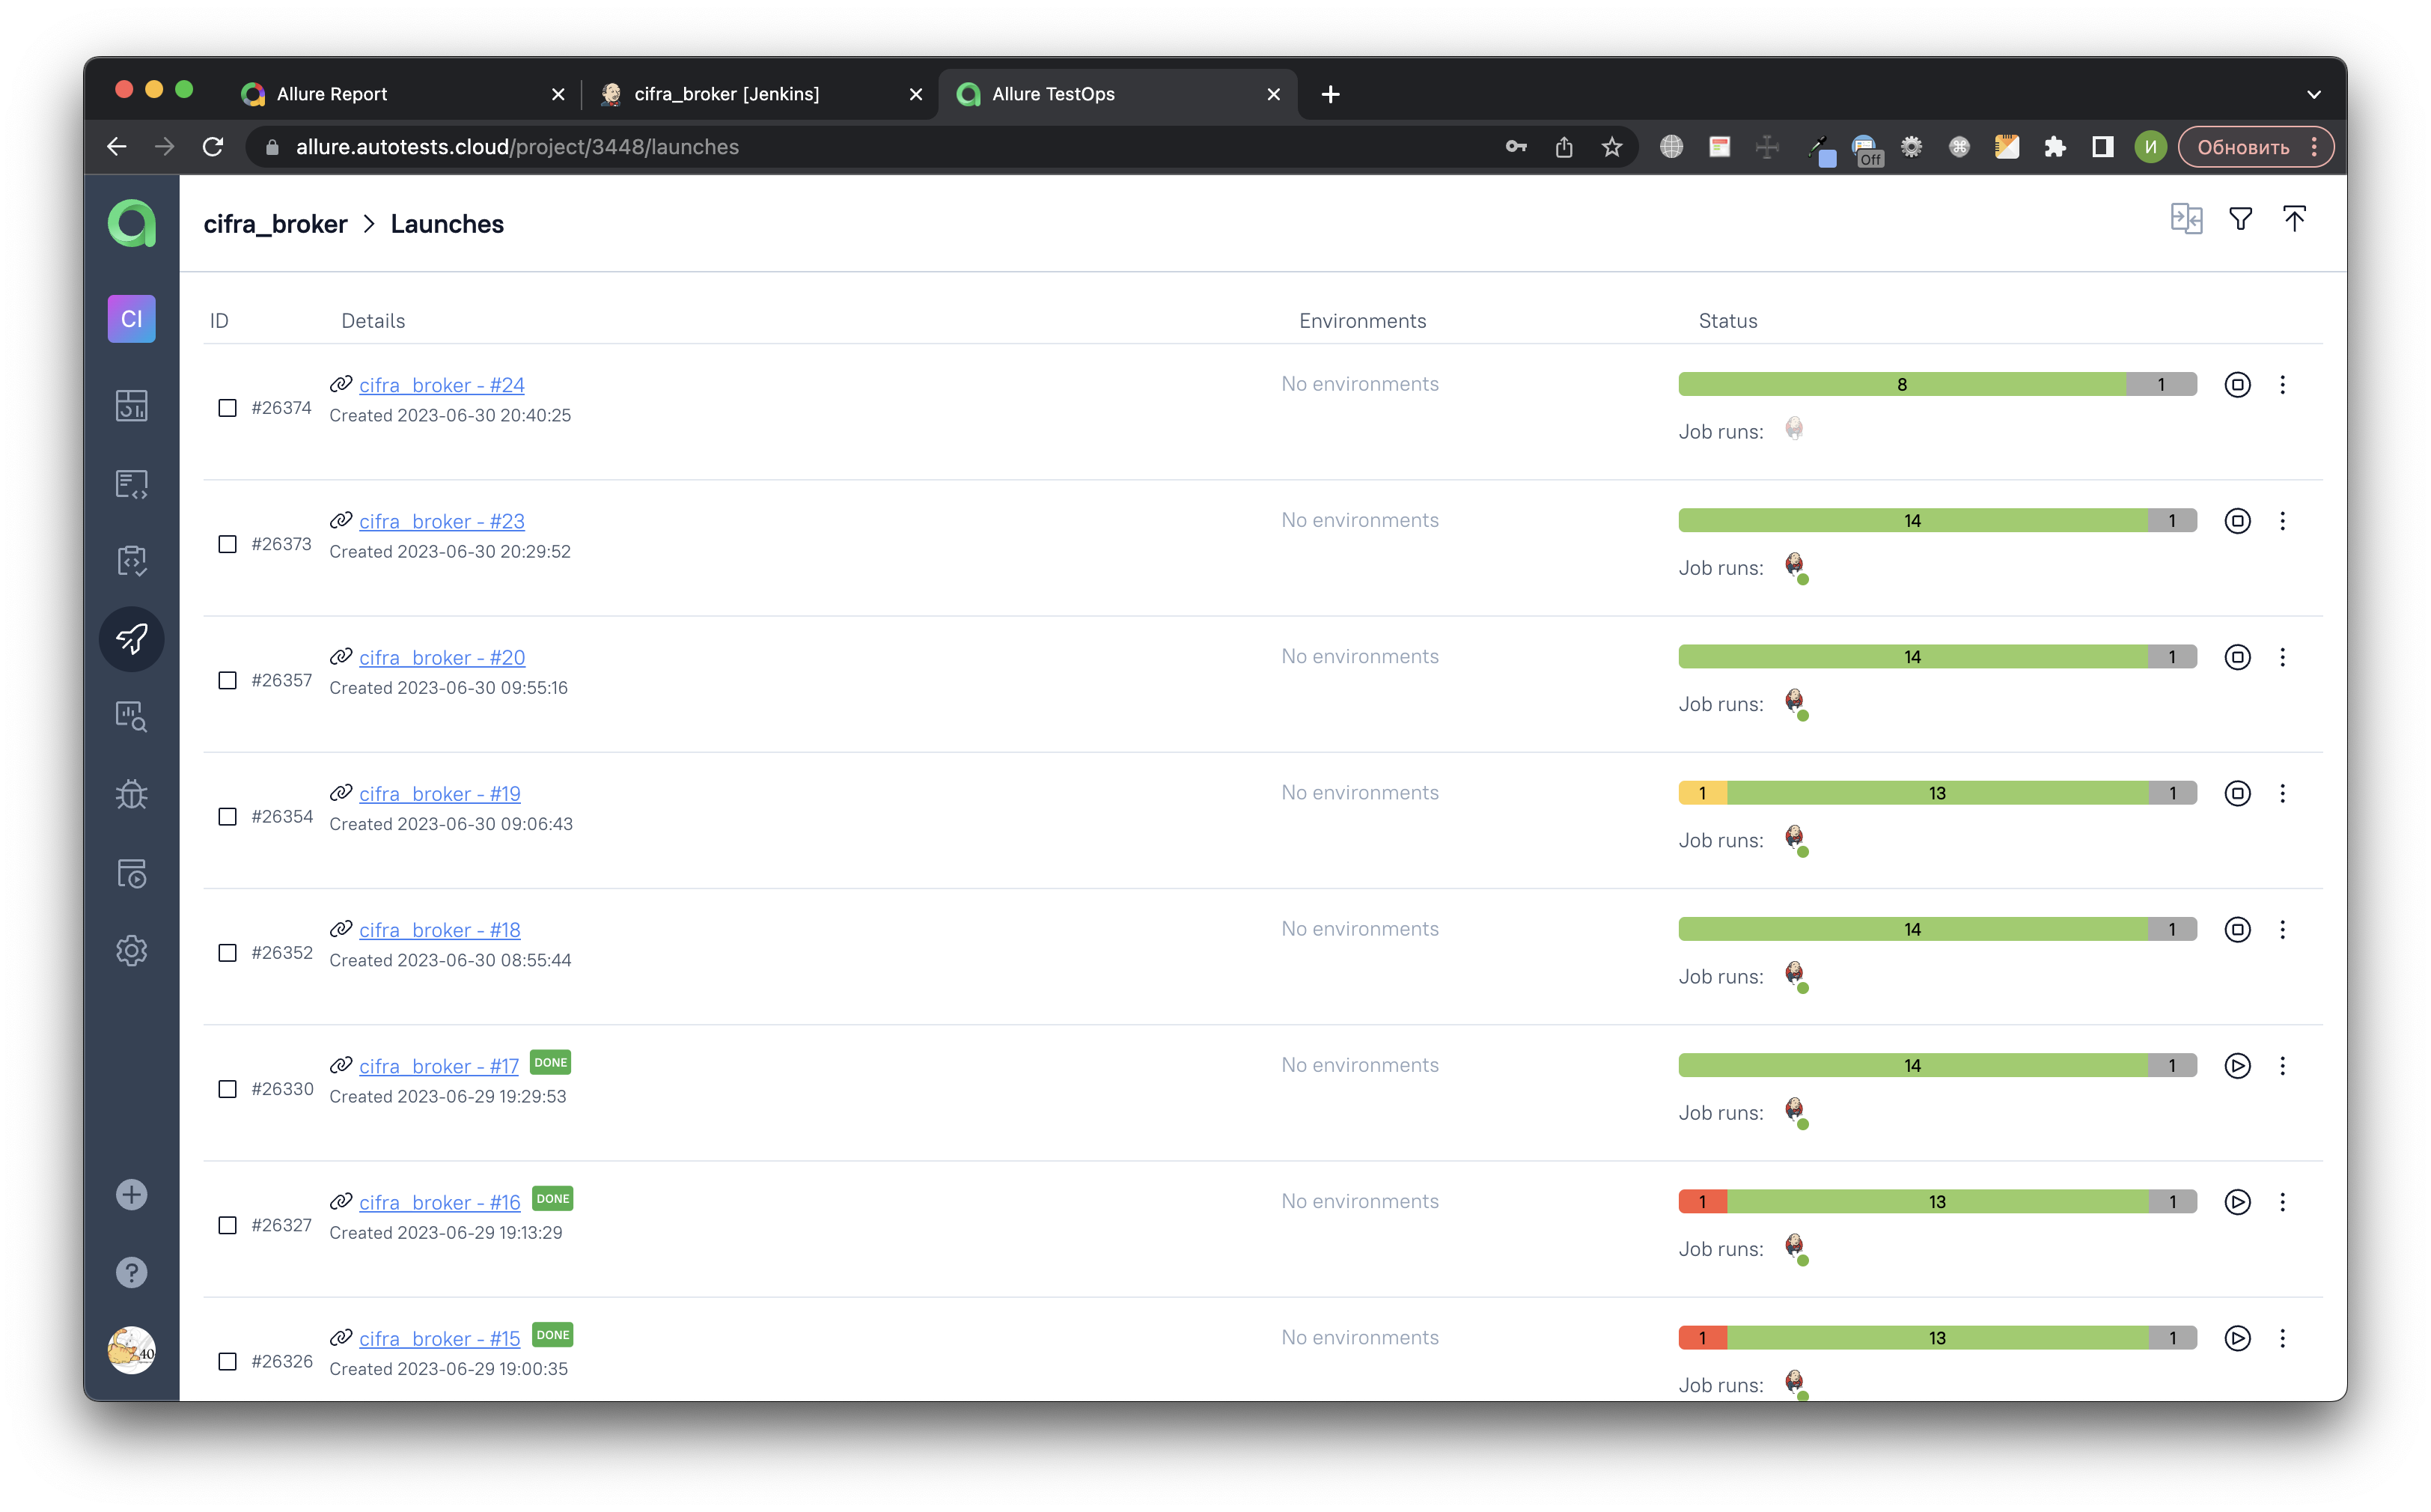 Allure Report
cifra_broker [Jenkins]
Allure TestOps
allure.autotests.cloud/project/3448/launches
Off
И
Обновить
cifra_broker > Launches
CI
ID Details Environments Status
cifra_broker - #24
No environments
8 1
#26374
Created 2023-06-30 20:40:25
Job runs:
cifra_broker - #23
No environments
14 1
#26373
Created 2023-06-30 20:29:52
Job runs:
cifra_broker - #20
No environments
14 1
#26357
Created 2023-06-30 09:55:16
Job runs:
cifra_broker - #19
No environments
1 13 1
#26354
Created 2023-06-30 09:06:43
Job runs:
cifra_broker - #18
No environments
14 1
#26352
Created 2023-06-30 08:55:44
Job runs:
cifra_broker - #17 DONE
No environments
14 1
#26330
Created 2023-06-29 19:29:53
Job runs:
cifra_broker - #16 DONE
No environments
1 13 1
#26327
Created 2023-06-29 19:13:29
Job runs:
cifra_broker - #15 DONE
No environments
1 13 1
#26326
Created 2023-06-29 19:00:35
Job runs:
?
40